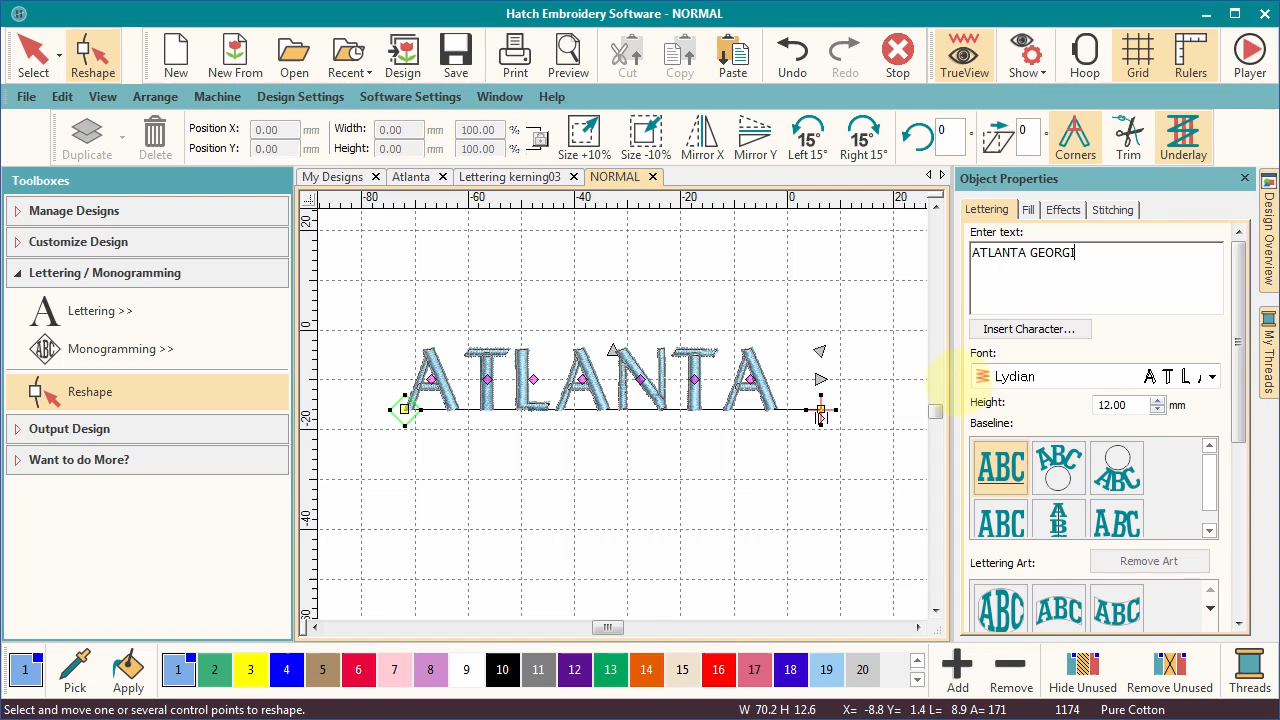 Hatch Embroidery Software - NORMAL
Select
Reshape
New
New From
Open
Recent
Design
Save
Print
Preview
Cut
Copy
Paste
Undo
Redo
Stop
TrueView
Show
Hoop
Grid
Rulers
Player
File Edit View Arrange Machine Design Settings Software Settings Window Help
Duplicate
Delete
Position X: 0.00 mm Width: 0.00 mm 100.00 %
Position Y: 0.00 mm Height: 0.00 mm 100.00 %
Size +10%
Size -10%
Mirror X
Mirror Y
15°
Left 15°
15°
Right 15°
0 °
0 °
Corners
Trim
Underlay
Toolboxes
Manage Designs
Customize Design
Lettering / Monogramming
A Lettering >>
ABC Monogramming >>
Reshape
Output Design
Want to do More?
My Designs Atlanta Lettering kerning03 NORMAL
-80 -60 -40 -20 0 20
20
0
-20
-40
-60
ATLANTA
Object Properties
Lettering Fill Effects Stitching
Enter text:
ATLANTA GEORGI
Insert Character...
Font:
Lydian A T L
Height: 12.00 mm
Baseline:
ABC ABC ABC
ABC AB ABC
Lettering Art: Remove Art
ABC ABC ABC
Design Overview
My Threads
1
Pick
Apply
1 2 3 4 5 6 7 8 9 10 11 12 13 14 15 16 17 18 19 20
Add
Remove
Hide Unused
Remove Unused
Threads
Select and move one or several control points to reshape.
W 70.2 H 12.6 X= -8.8 Y= 1.4 L= 8.9 A= 171 1174 Pure Cotton